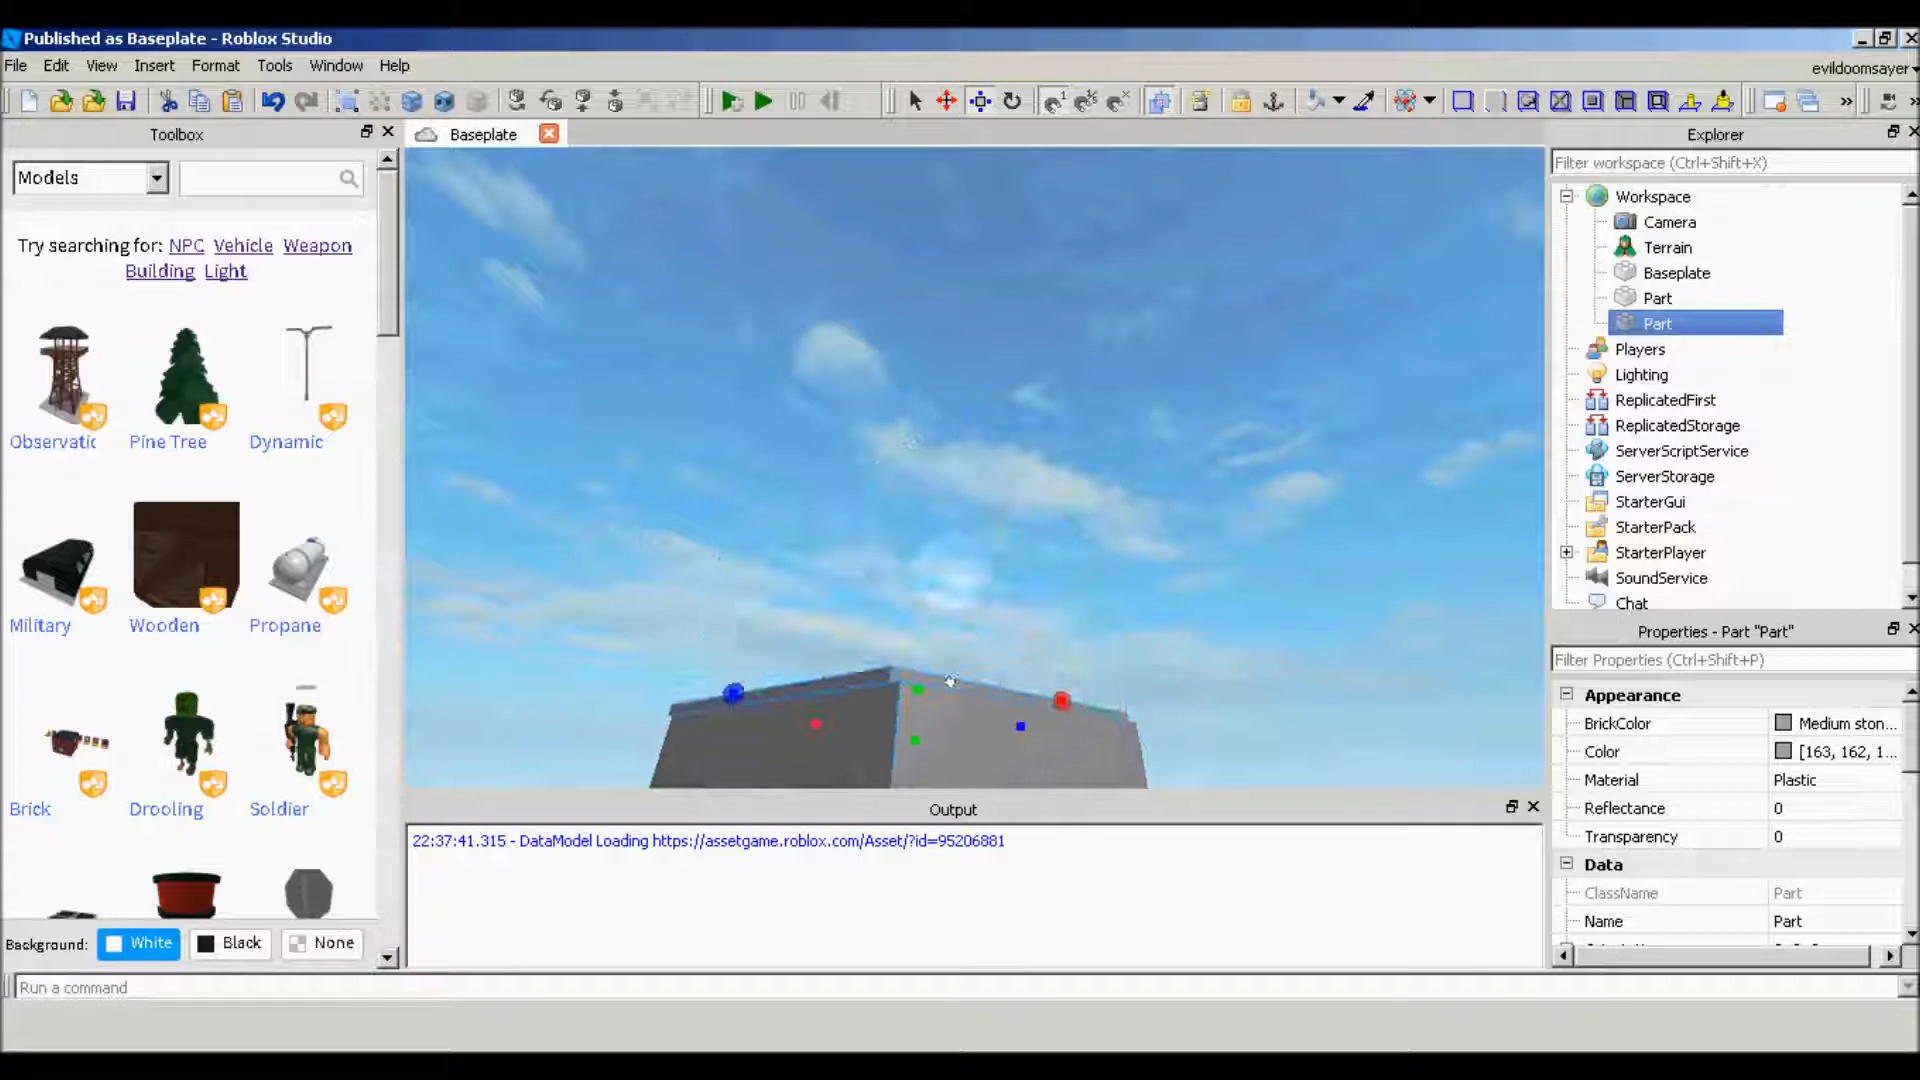 Published as Baseplate - Roblox Studio
File Edit View Insert Format Tools Window Help
evildoomsayer
Toolbox
Baseplate
Explorer
Models
Filter workspace (Ctrl+Shift+X)
Try searching for: NPC Vehicle Weapon
Building Light
Workspace
Camera
Terrain
Baseplate
Part
Part
Players
Lighting
ReplicatedFirst
ReplicatedStorage
ServerScriptService
ServerStorage
StarterGui
StarterPack
StarterPlayer
SoundService
Chat
Observatic Pine Tree Dynamic
Military Wooden Propane
Brick Drooling Soldier
Properties - Part "Part"
Filter Properties (Ctrl+Shift+P)
Appearance
BrickColor Medium ston...
Color [163, 162, 1...
Material Plastic
Reflectance 0
Transparency 0
Data
ClassName Part
Name Part
Output
22:37:41.315 - DataModel Loading https://assetgame.roblox.com/Asset/?id=95206881
Background: White Black None
Run a command